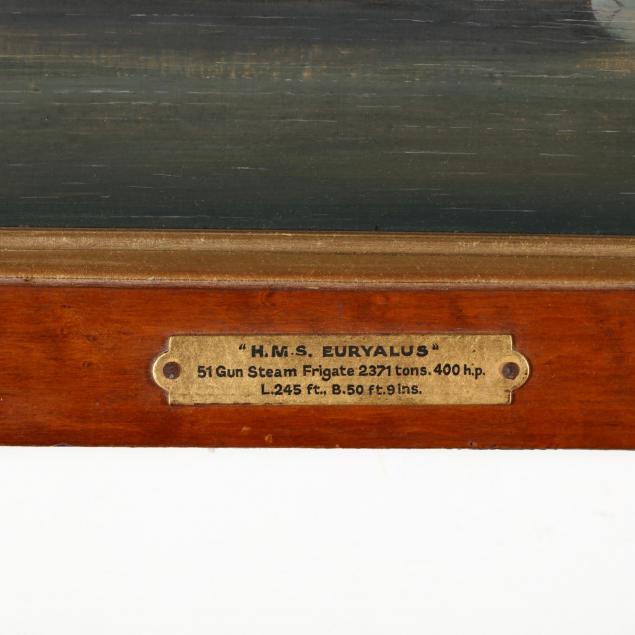 "H.M.S. EURYALUS"
51 Gun Steam Frigate 2371 tons. 400 h.p.
L.245 ft., B.50 ft.9 Ins.